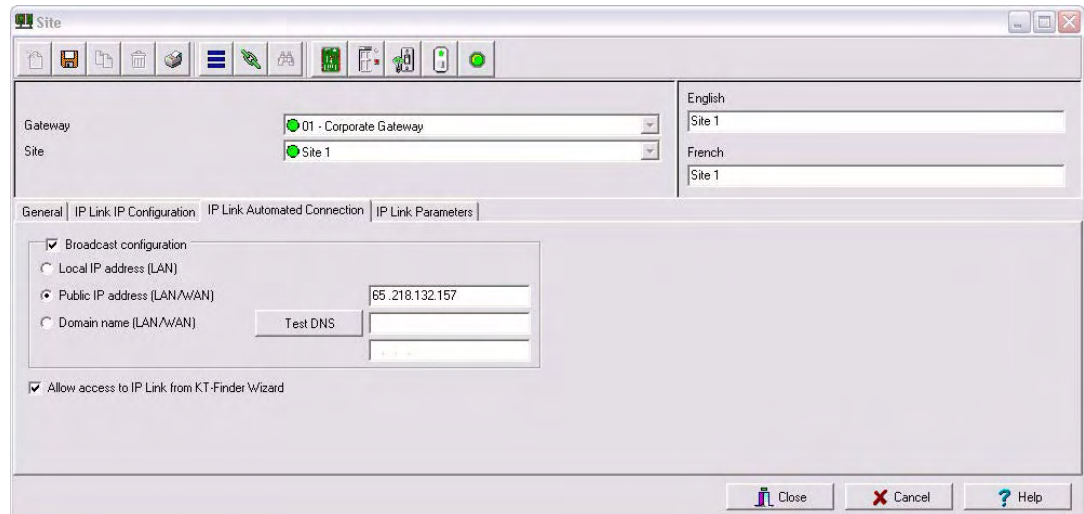 Site
English
Gateway 01 - Corporate Gateway Site 1
Site Site 1 French
Site 1
General IP Link IP Configuration IP Link Automated Connection IP Link Parameters
Broadcast configuration
Local IP address (LAN)
Public IP address (LAN/WAN) 65 .218.132.157
Domain name (LAN/WAN) Test DNS
Allow access to IP Link from KT-Finder Wizard
Close Cancel Help